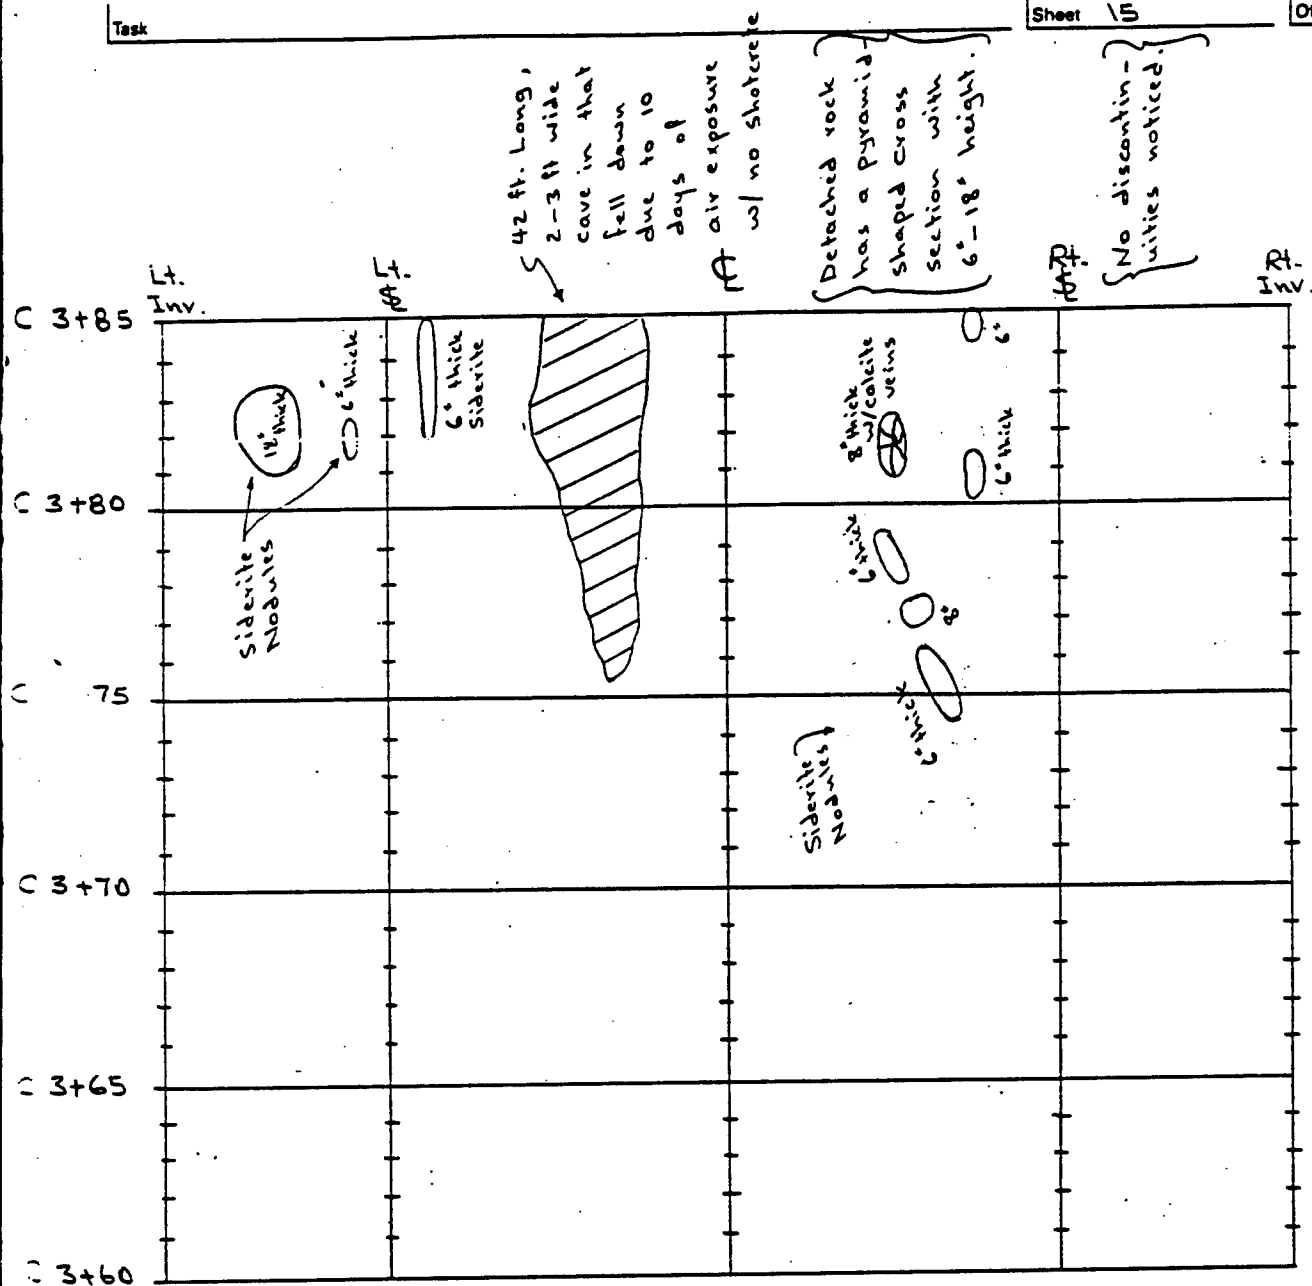 Task
Sheet 15
42 ft. Long,
2-3 ft wide
cave in that
fell down
due to 10
days of
air exposure
w/ no shotcrete
Detached rock
has a pyramid-
shaped cross
section with
6"-18" height.
No discontin-
uities noticed.
Lt.
Inv.
Lt.
Rt.
Rt.
Inv.
C 3+85
6" thick
6" thick
Siderite
8" thick
w/calcite
veins
6"
6" thick
C 3+80
Siderite
Nodules
6" thick
8"
C 75
6" thick
Siderite
Nodules
C 3+70
C 3+65
C 3+60